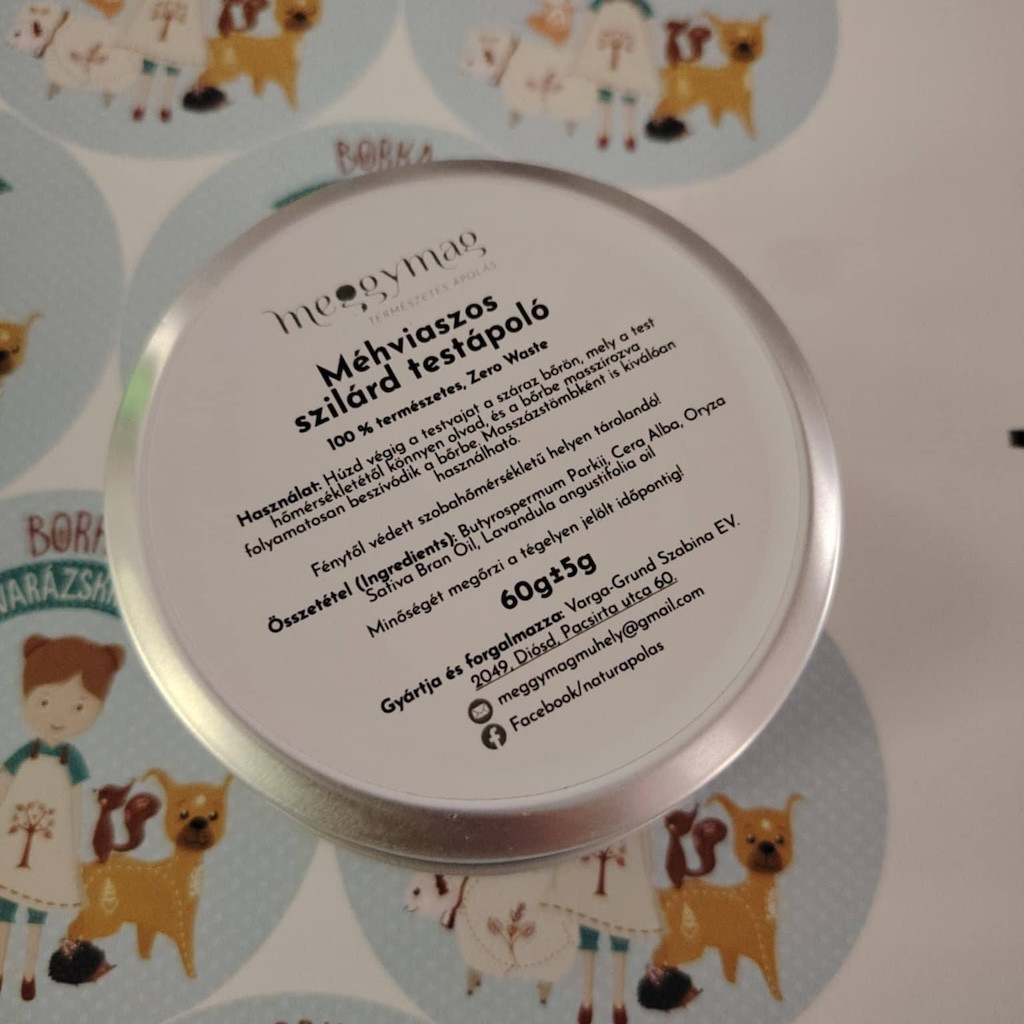 BORKA
meggymag
TERMÉSZETES ÁPOLÁS
Méhviaszos
szilárd testápoló
100 % természetes, Zero Waste
Használat: Húzd végig a testvajat a száraz bőrön, mely a test
hőmérsékletétől könnyen olvad, és a bőrbe masszírozva
folyamatosan beszívódik a bőrbe. Masszázstömbként is kiválóan
használható.
Fénytől védett szobahőmérsékletű helyen tárolandó!
Összetétel (Ingredients): Butyrospermum Parkii, Cera Alba, Oryza
Sativa Bran Oil, Lavandula angustifolia oil
Minőségét megőrzi a tégelyen jelölt időpontig!
60g±5g
Gyártja és forgalmazza: Varga-Grund Szabina EV.
2049, Diósd, Pacsirta utca 60.
meggymagmuhely@gmail.com
Facebook/naturapolas